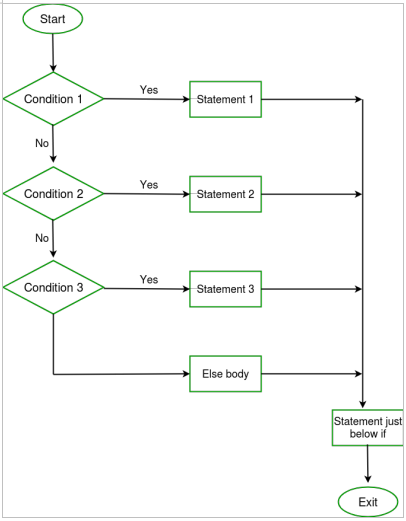 Start
Condition 1
Yes
Statement 1
No
Condition 2
Yes
Statement 2
No
Condition 3
Yes
Statement 3
Else body
Statement just
below if
Exit